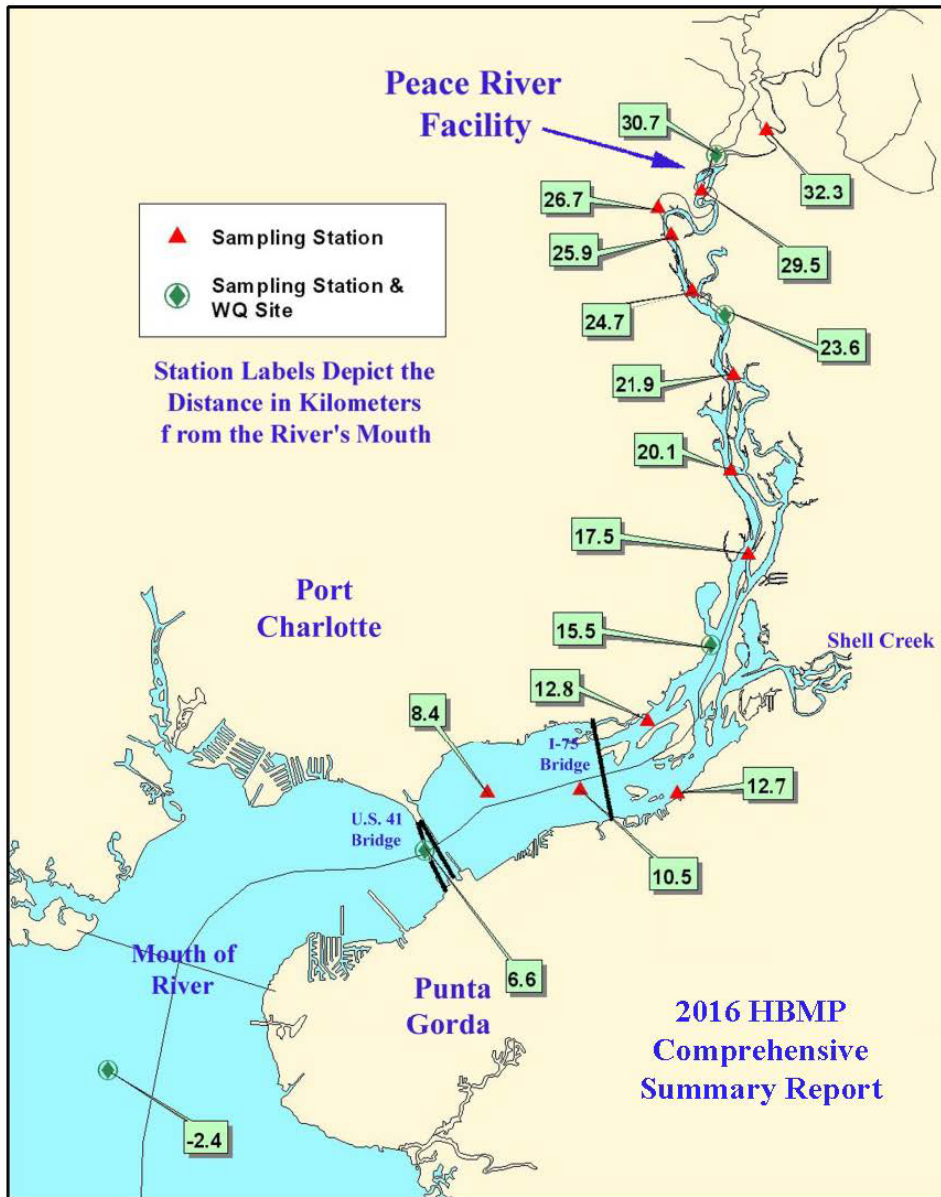 Peace River
Facility
30.7
32.3
26.7
25.9
29.5
24.7
23.6
21.9
20.1
17.5
15.5
12.8
8.4
12.7
10.5
6.6
-2.4
Sampling Station
Sampling Station &
WQ Site
Station Labels Depict the
Distance in Kilometers
f rom the River's Mouth
Port
Charlotte
Shell Creek
I-75
Bridge
U.S. 41
Bridge
Mouth of
River
Punta
Gorda
2016 HBMP
Comprehensive
Summary Report